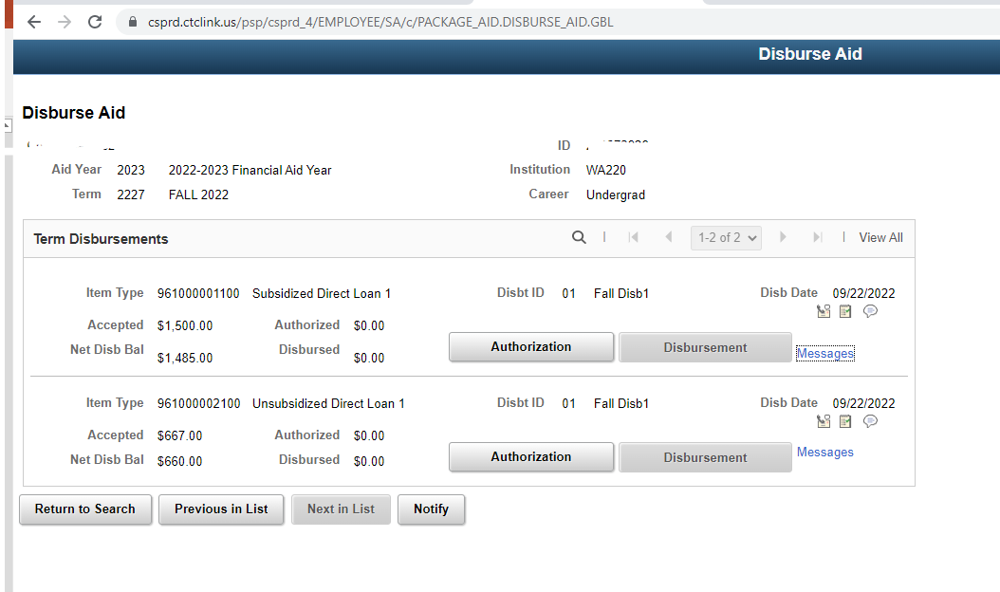 csprd.ctclink.us/psp/csprd_4/EMPLOYEE/SA/c/PACKAGE_AID.DISBURSE_AID.GBL
Disburse Aid
Disburse Aid
ID
Aid Year 2023 2022-2023 Financial Aid Year Institution WA220
Term 2227 FALL 2022 Career Undergrad
Term Disbursements 1-2 of 2 View All
Item Type 961000001100 Subsidized Direct Loan 1 Disbt ID 01 Fall Disb1 Disb Date 09/22/2022
Accepted $1,500.00 Authorized $0.00
Net Disb Bal $1,485.00 Disbursed $0.00 Authorization Disbursement Messages
Item Type 961000002100 Unsubsidized Direct Loan 1 Disbt ID 01 Fall Disb1 Disb Date 09/22/2022
Accepted $667.00 Authorized $0.00
Net Disb Bal $660.00 Disbursed $0.00 Authorization Disbursement Messages
Return to Search Previous in List Next in List Notify